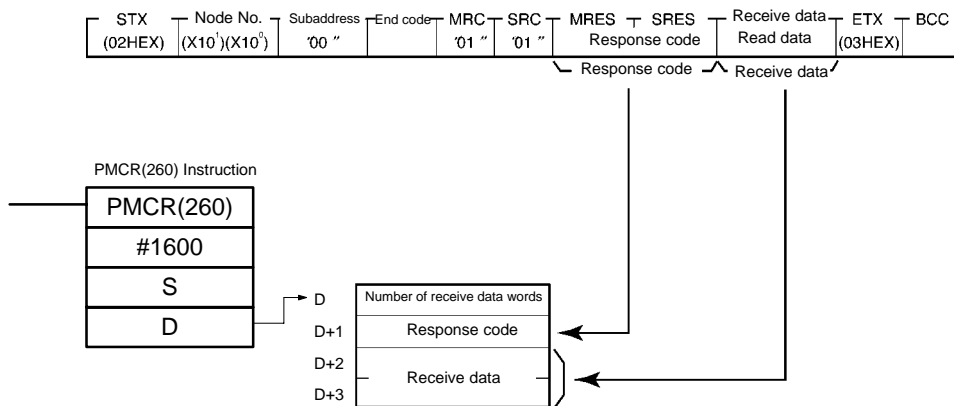 STX Node No. Subaddress End code MRC SRC MRES SRES Receive data ETX BCC
(02HEX) (X10¹)(X10⁰) "00" "01" "01" Response code Read data (03HEX)
Response code Receive data
PMCR(260) Instruction
PMCR(260)
#1600
S
D
D Number of receive data words
D+1 Response code
D+2
Receive data
D+3